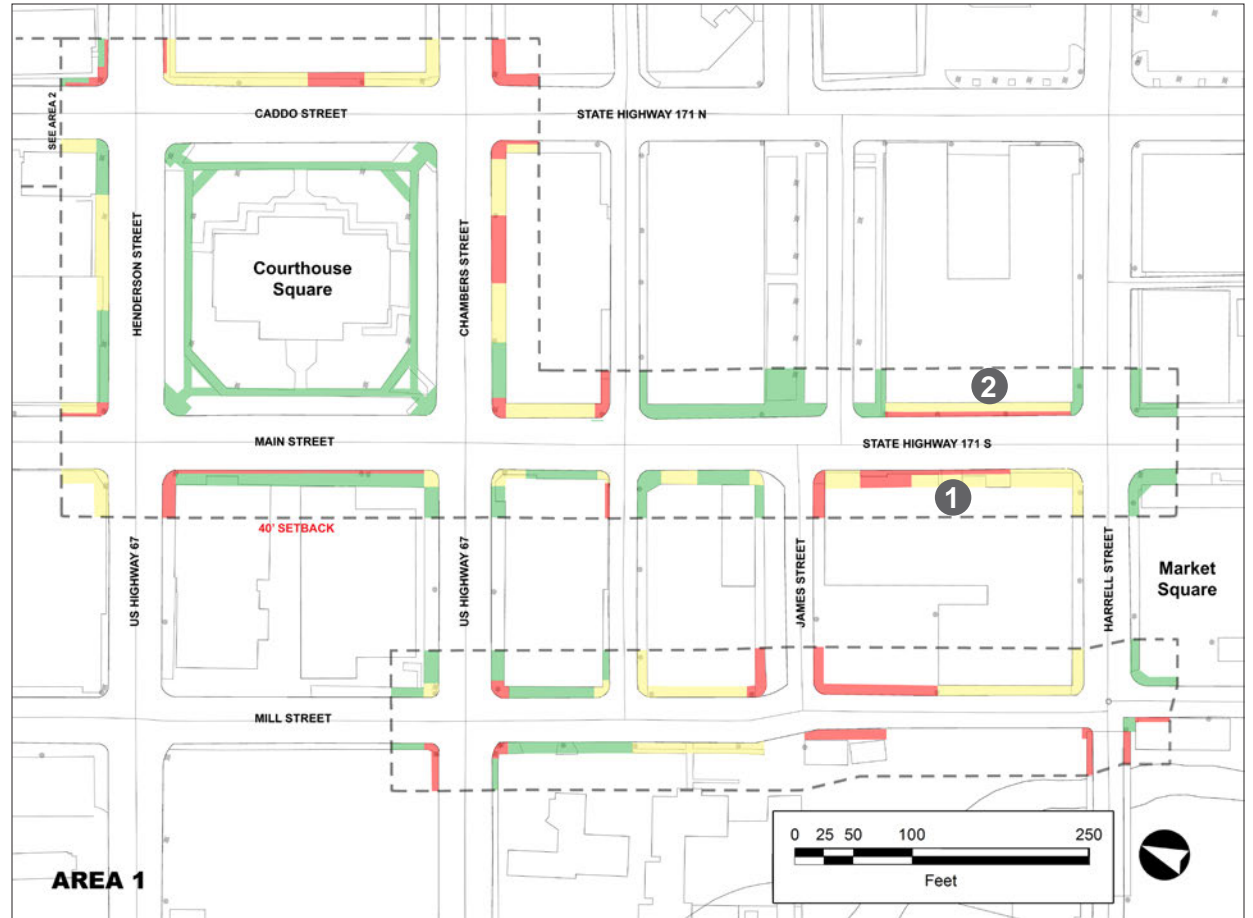 SEE AREA 2
CADDO STREET
STATE HIGHWAY 171 N
HENDERSON STREET
Courthouse
Square
CHAMBERS STREET
2
MAIN STREET
STATE HIGHWAY 171 S
1
40' SETBACK
US HIGHWAY 67
US HIGHWAY 67
JAMES STREET
HARRELL STREET
Market
Square
MILL STREET
0 25 50 100 250
Feet
AREA 1